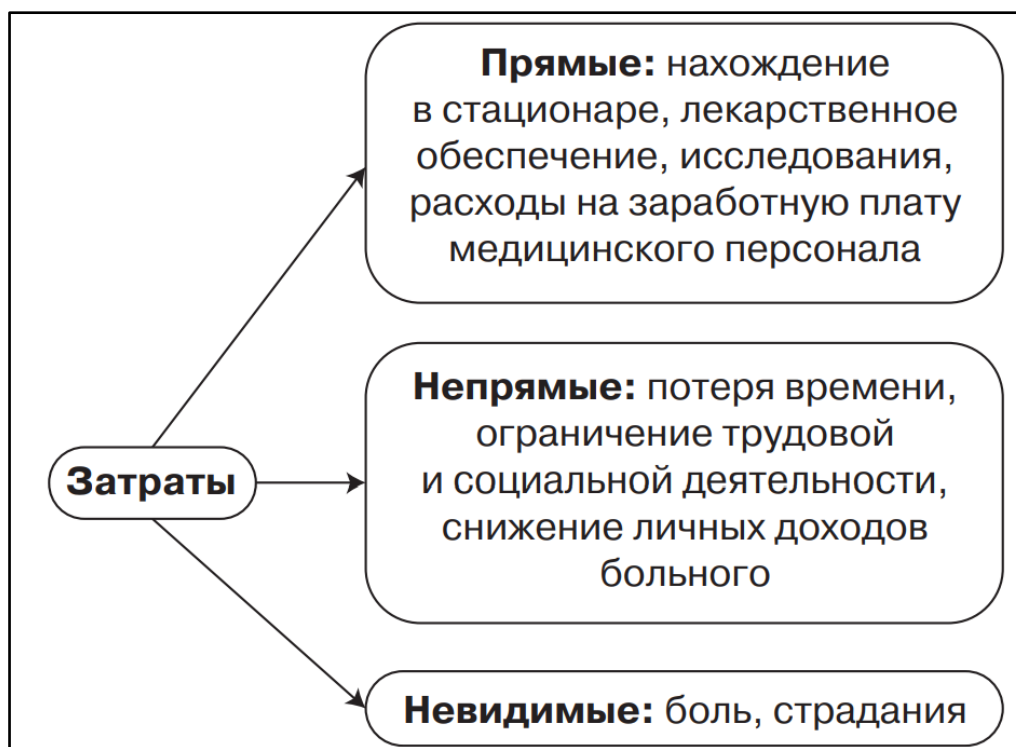 Прямые: нахождение
в стационаре, лекарственное
обеспечение, исследования,
расходы на заработную плату
медицинского персонала
Затраты
Непрямые: потеря времени,
ограничение трудовой
и социальной деятельности,
снижение личных доходов
больного
Невидимые: боль, страдания